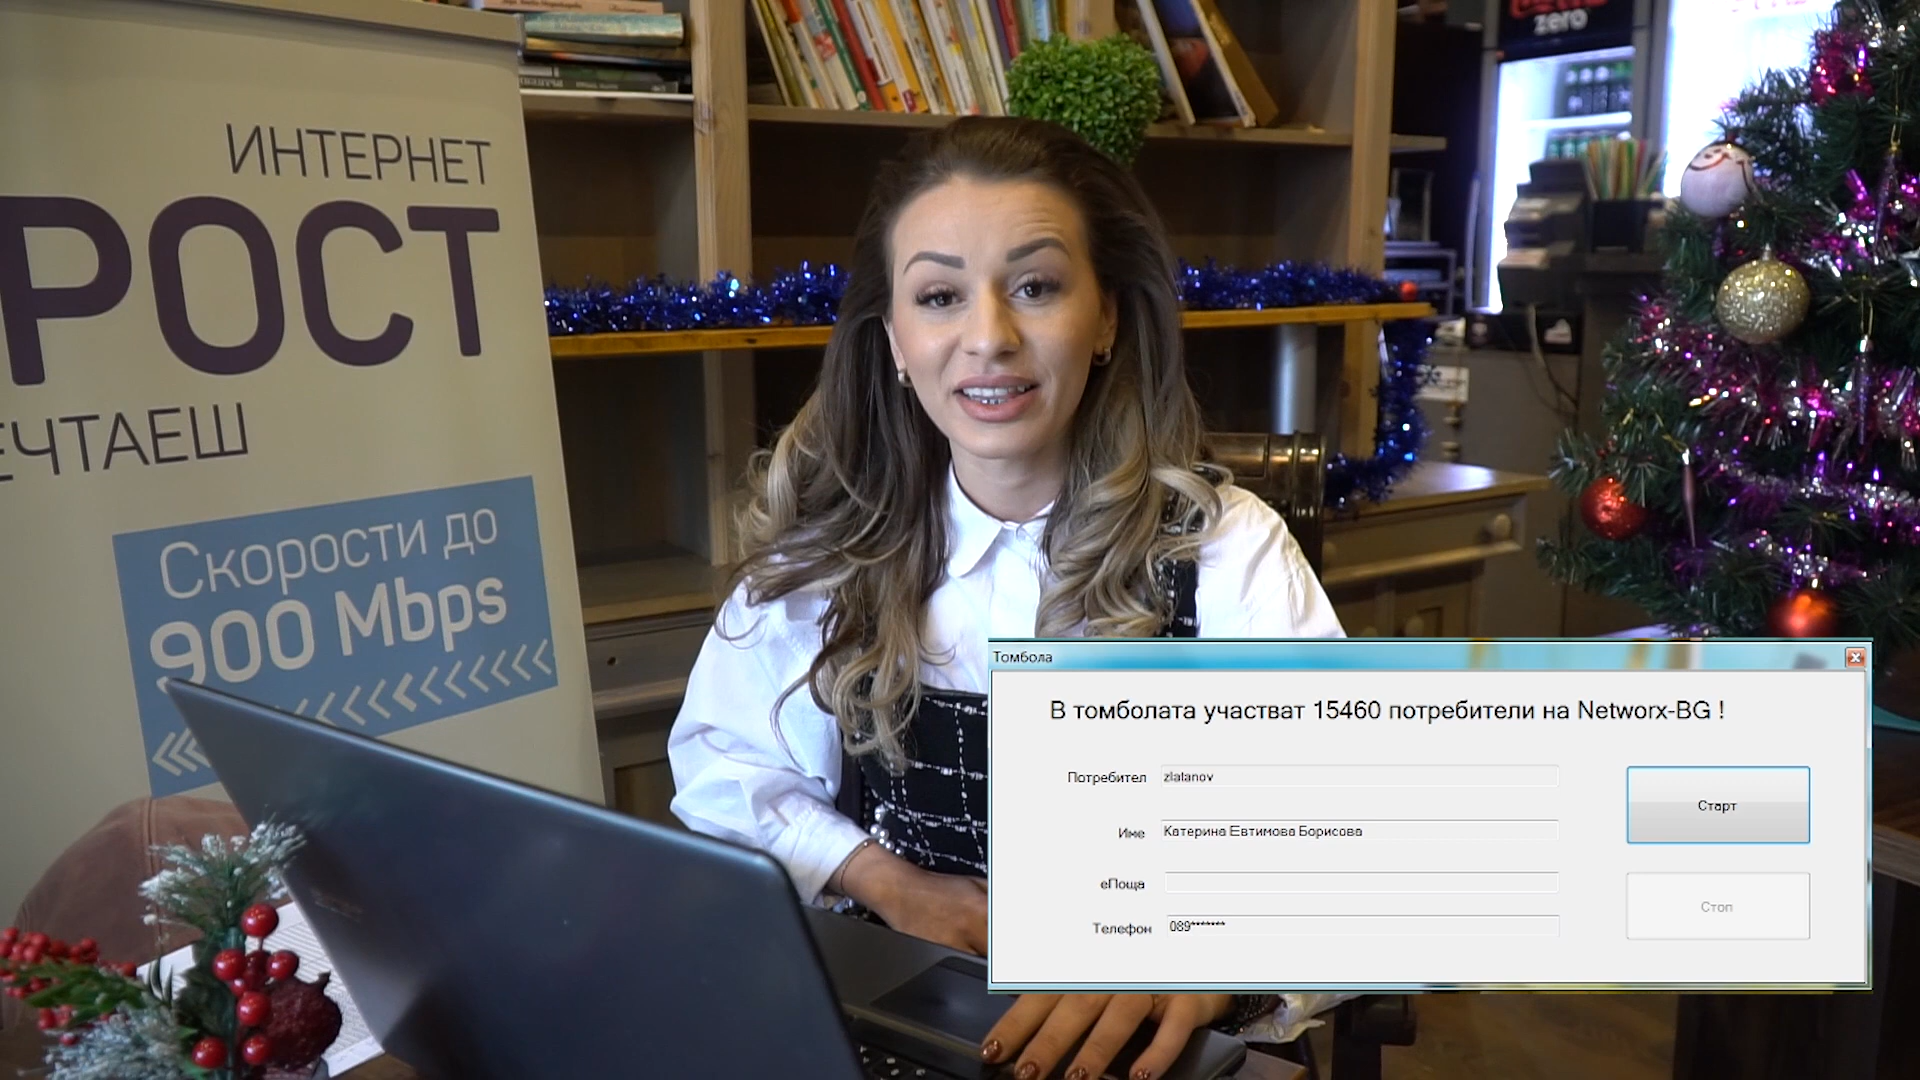 ИНТЕРНЕТ
РОСТ
ЕЧТАЕШ
Скорости до
900 Mbps
zero
Томбола
В томболата участват 15460 потребители на Networx-BG !
Потребител zlatanov
Старт
Име Катерина Евтимова Борисова
еПоща
Стоп
Телефон 089*******